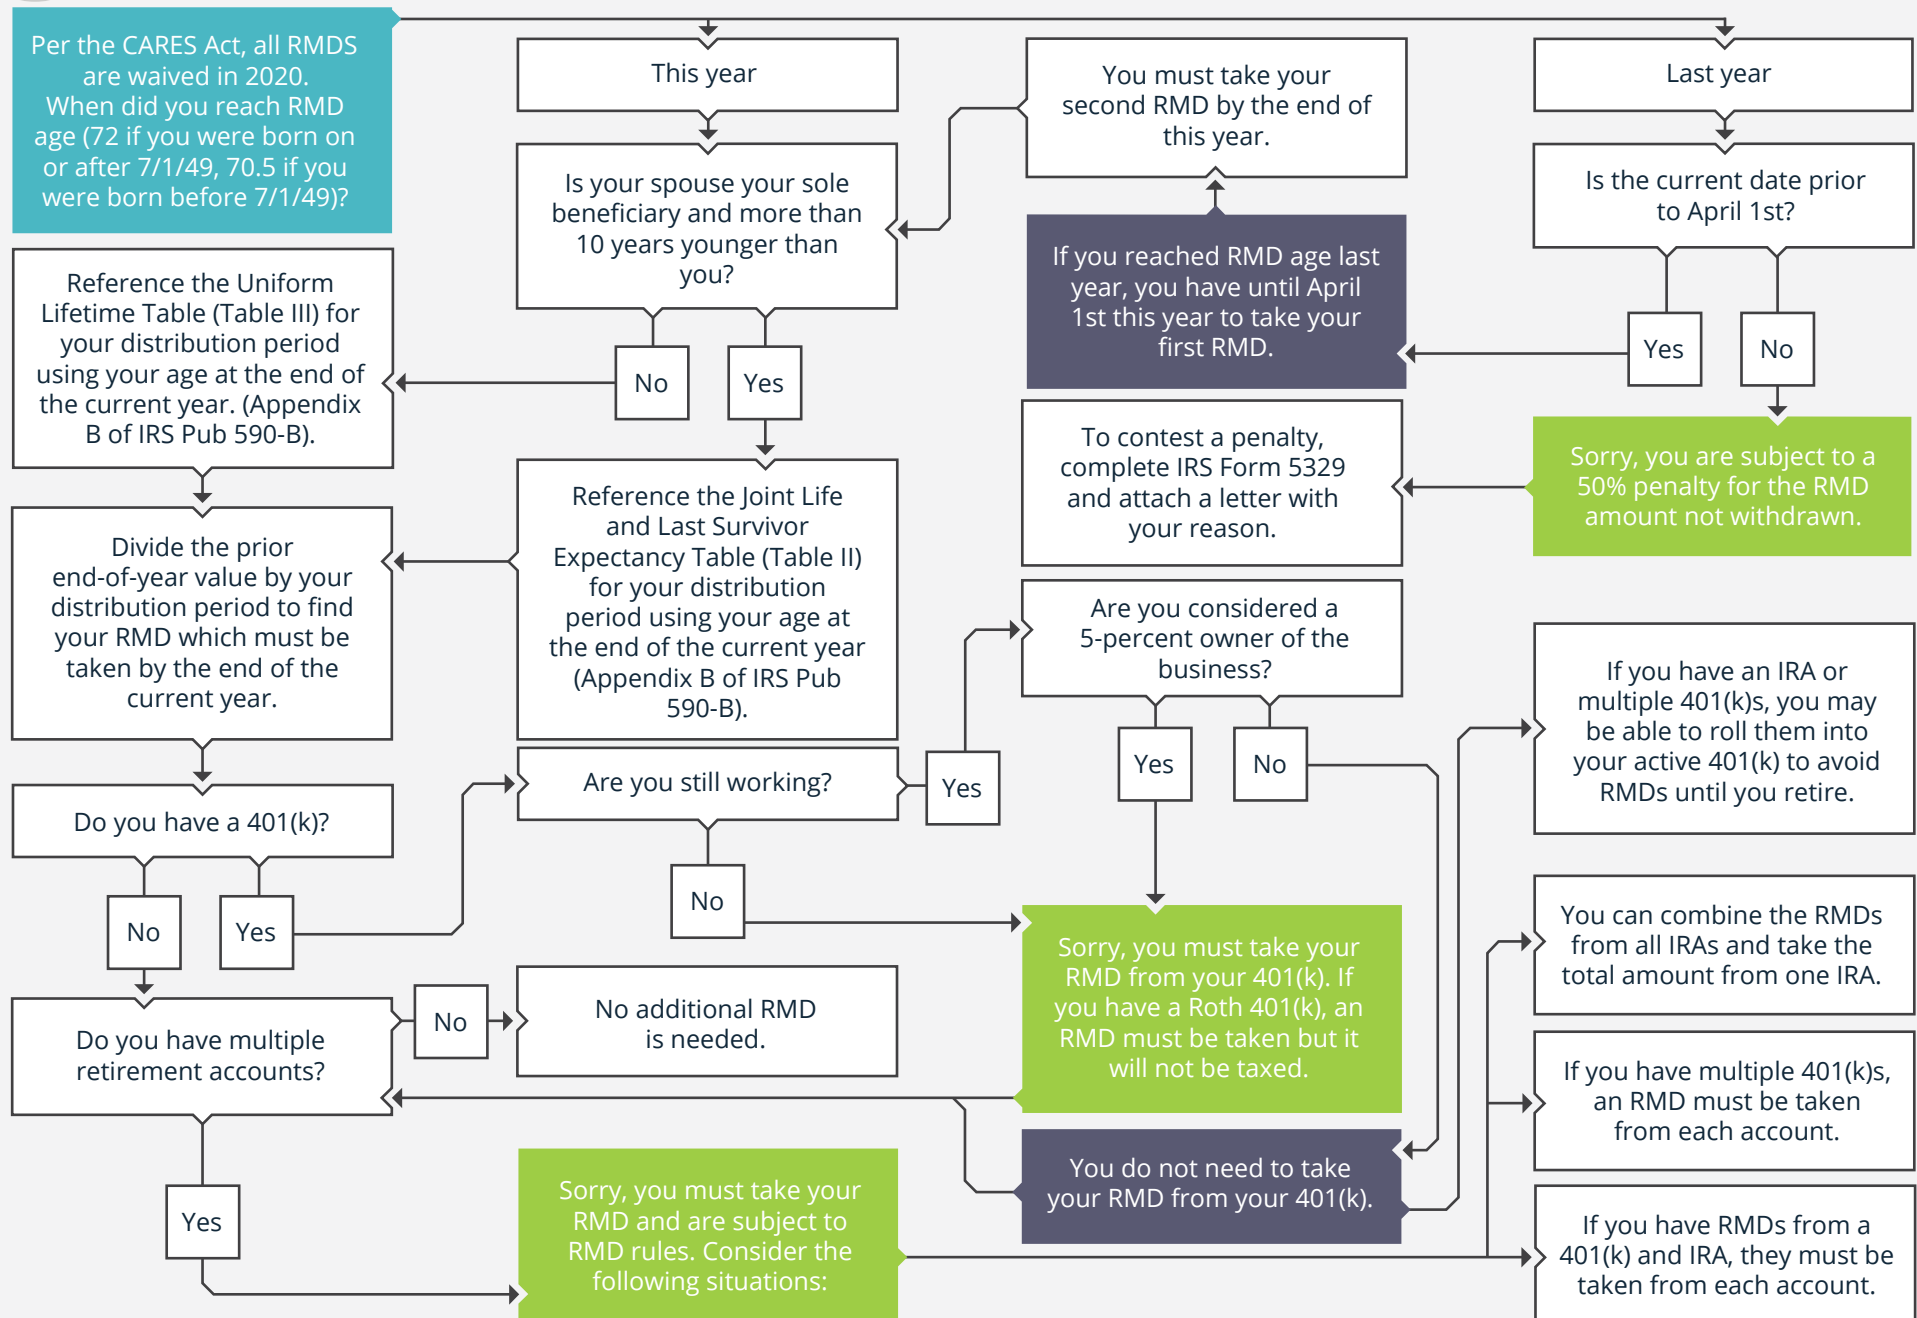 Per the CARES Act, all RMDS
are waived in 2020.
When did you reach RMD
age (72 if you were born on
or after 7/1/49, 70.5 if you
were born before 7/1/49)?
This year
You must take your
second RMD by the end of
this year.
Last year
Is your spouse your sole
beneficiary and more than
10 years younger than
you?
Is the current date prior
to April 1st?
If you reached RMD age last
year, you have until April
1st this year to take your
first RMD.
Reference the Uniform
Lifetime Table (Table III) for
your distribution period
using your age at the end of
the current year. (Appendix
B of IRS Pub 590-B).
No
Yes
Yes
No
To contest a penalty,
complete IRS Form 5329
and attach a letter with
your reason.
Sorry, you are subject to a
50% penalty for the RMD
amount not withdrawn.
Divide the prior
end-of-year value by your
distribution period to find
your RMD which must be
taken by the end of the
current year.
Reference the Joint Life
and Last Survivor
Expectancy Table (Table II)
for your distribution
period using your age at
the end of the current year
(Appendix B of IRS Pub
590-B).
Are you considered a
5-percent owner of the
business?
If you have an IRA or
multiple 401(k)s, you may
be able to roll them into
your active 401(k) to avoid
RMDs until you retire.
Do you have a 401(k)?
Are you still working?
Yes
Yes
No
No
Yes
No
Sorry, you must take your
RMD from your 401(k). If
you have a Roth 401(k), an
RMD must be taken but it
will not be taxed.
You can combine the RMDs
from all IRAs and take the
total amount from one IRA.
Do you have multiple
retirement accounts?
No
No additional RMD
is needed.
If you have multiple 401(k)s,
an RMD must be taken
from each account.
Yes
Sorry, you must take your
RMD and are subject to
RMD rules. Consider the
following situations:
You do not need to take
your RMD from your 401(k).
If you have RMDs from a
401(k) and IRA, they must be
taken from each account.